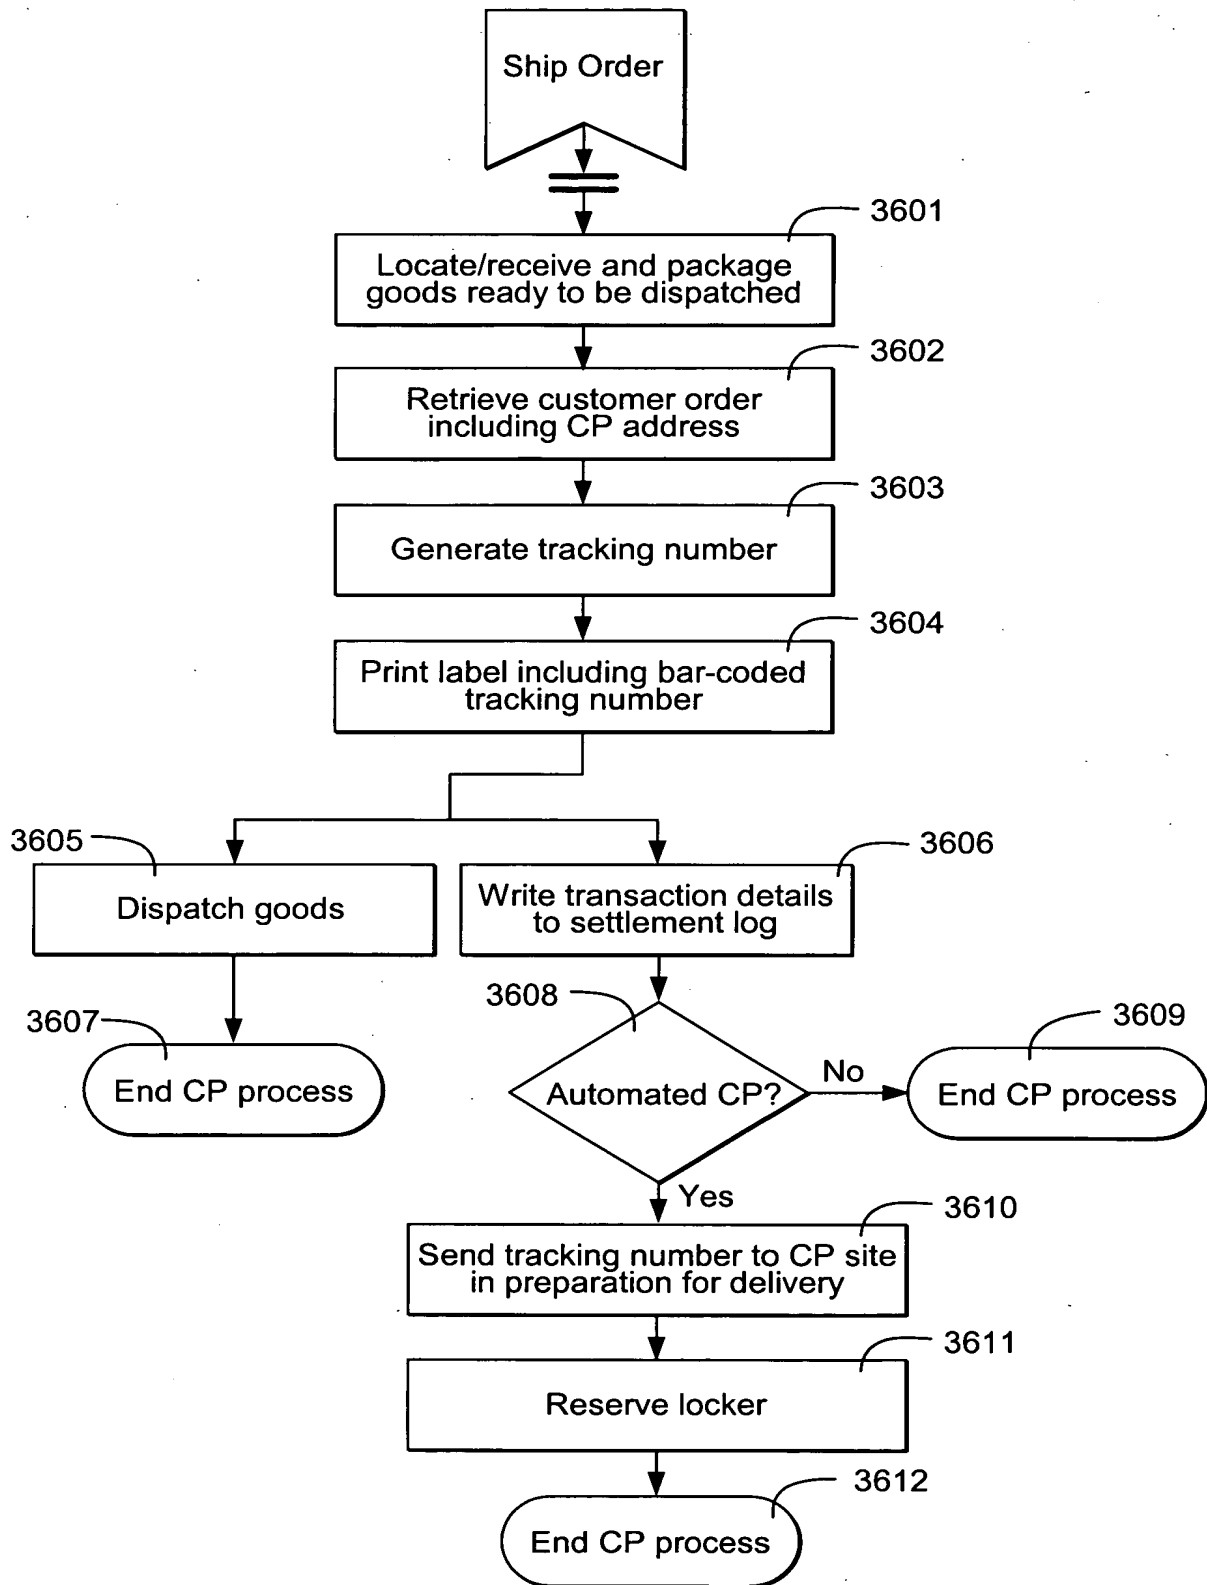 Ship Order
3601
Locate/receive and package
goods ready to be dispatched
3602
Retrieve customer order
including CP address
3603
Generate tracking number
3604
Print label including bar-coded
tracking number
3605
Dispatch goods
3606
Write transaction details
to settlement log
3607
End CP process
3608
Automated CP?
No
3609
End CP process
Yes
3610
Send tracking number to CP site
in preparation for delivery
3611
Reserve locker
3612
End CP process